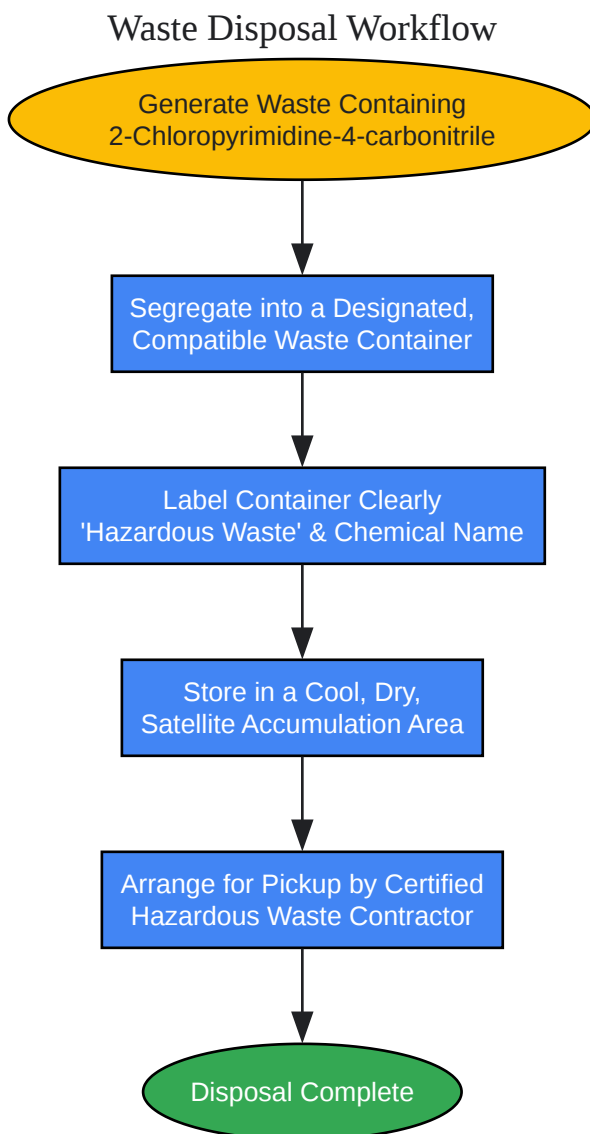 Waste Disposal Workflow
Generate Waste Containing
2-Chloropyrimidine-4-carbonitrile
Segregate into a Designated,
Compatible Waste Container
Label Container Clearly
'Hazardous Waste' & Chemical Name
Store in a Cool, Dry,
Satellite Accumulation Area
Arrange for Pickup by Certified
Hazardous Waste Contractor
Disposal Complete